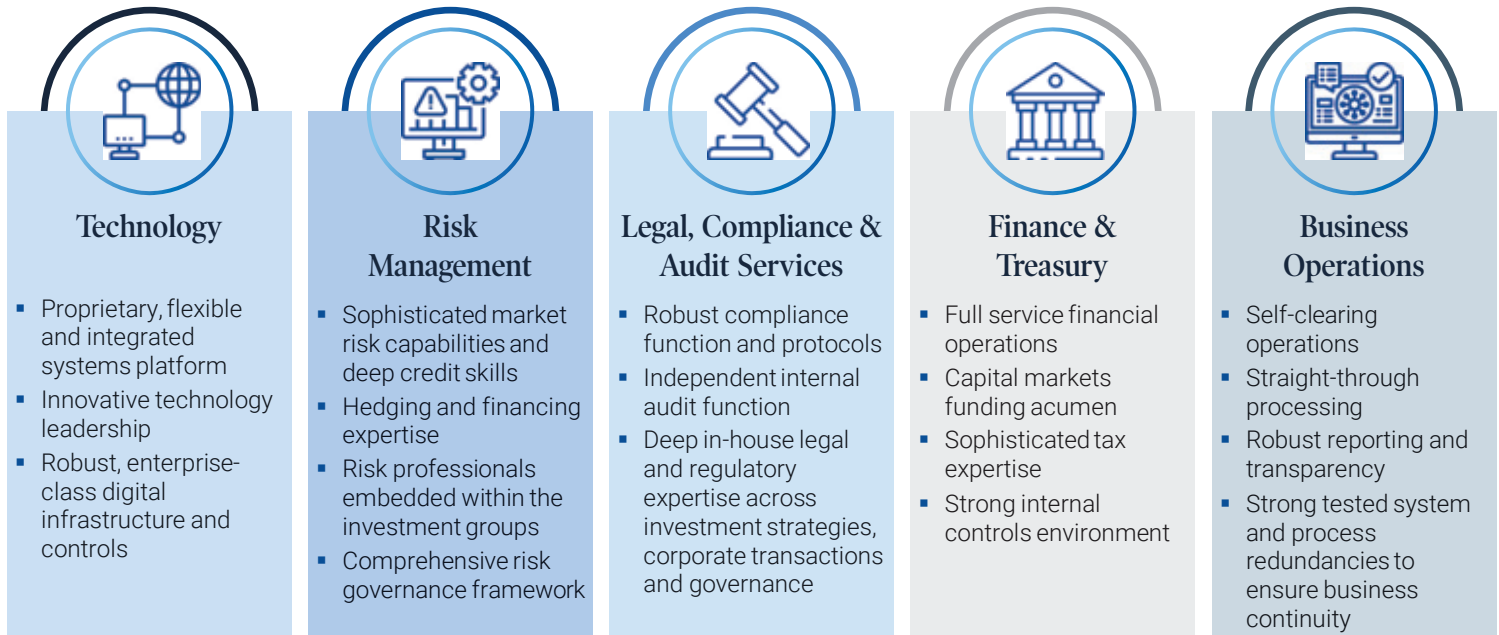 Technology
▪ Proprietary, flexible
and integrated
systems platform
▪ Innovative technology
leadership
▪ Robust, enterprise-
class digital
infrastructure and
controls
Risk
Management
▪ Sophisticated market
risk capabilities and
deep credit skills
▪ Hedging and financing
expertise
▪ Risk professionals
embedded within the
investment groups
▪ Comprehensive risk
governance framework
Legal, Compliance &
Audit Services
▪ Robust compliance
function and protocols
▪ Independent internal
audit function
▪ Deep in-house legal
and regulatory
expertise across
investment strategies,
corporate transactions
and governance
Finance &
Treasury
▪ Full service financial
operations
▪ Capital markets
funding acumen
▪ Sophisticated tax
expertise
▪ Strong internal
controls environment
Business
Operations
▪ Self-clearing
operations
▪ Straight-through
processing
▪ Robust reporting and
transparency
▪ Strong tested system
and process
redundancies to
ensure business
continuity